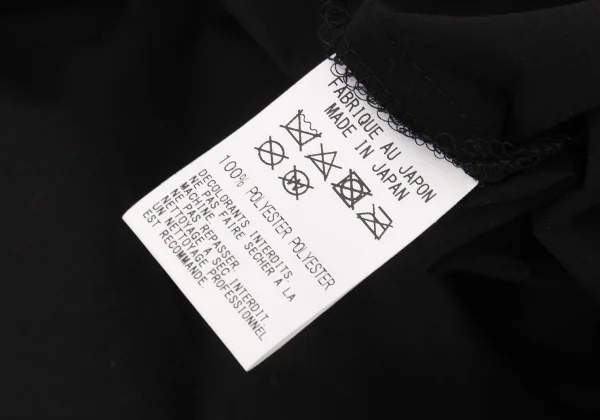 FABRIQUE AU JAPON
MADE IN JAPAN
100% POLYESTER POLYESTER
DECOLORANTS INTERDITS.
NE PAS FAIRE SECHER A LA
MACHINE
NE PAS REPASSER
NETTOYAGE A SEC INTERDIT
UN NETTOYAGE PROFESSIONNEL
EST RECOMMANDE.